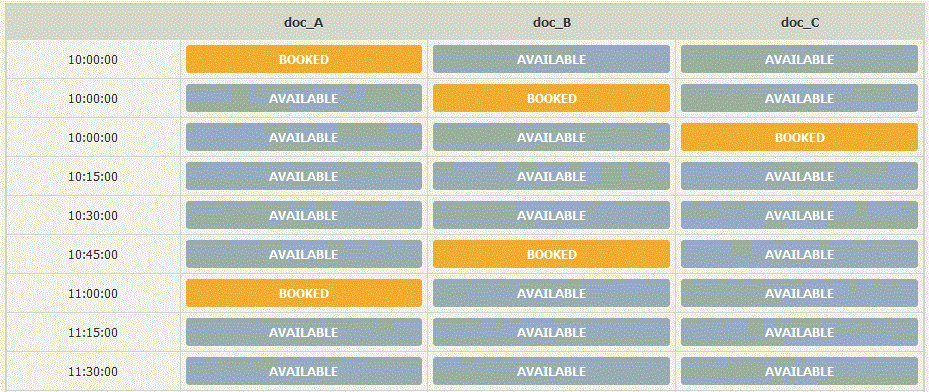 doc_A doc_B doc_C
10:00:00 BOOKED AVAILABLE AVAILABLE
10:00:00 AVAILABLE BOOKED AVAILABLE
10:00:00 AVAILABLE AVAILABLE BOOKED
10:15:00 AVAILABLE AVAILABLE AVAILABLE
10:30:00 AVAILABLE AVAILABLE AVAILABLE
10:45:00 AVAILABLE BOOKED AVAILABLE
11:00:00 BOOKED AVAILABLE AVAILABLE
11:15:00 AVAILABLE AVAILABLE AVAILABLE
11:30:00 AVAILABLE AVAILABLE AVAILABLE